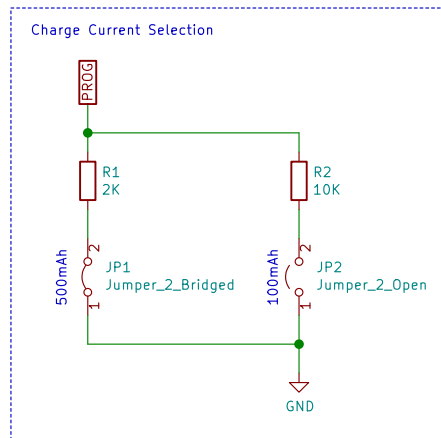 Charge Current Selection
PROG
R1
2K
R2
10K
2
JP1
Jumper_2_Bridged
1
500mAh
2
JP2
Jumper_2_Open
1
100mAh
GND